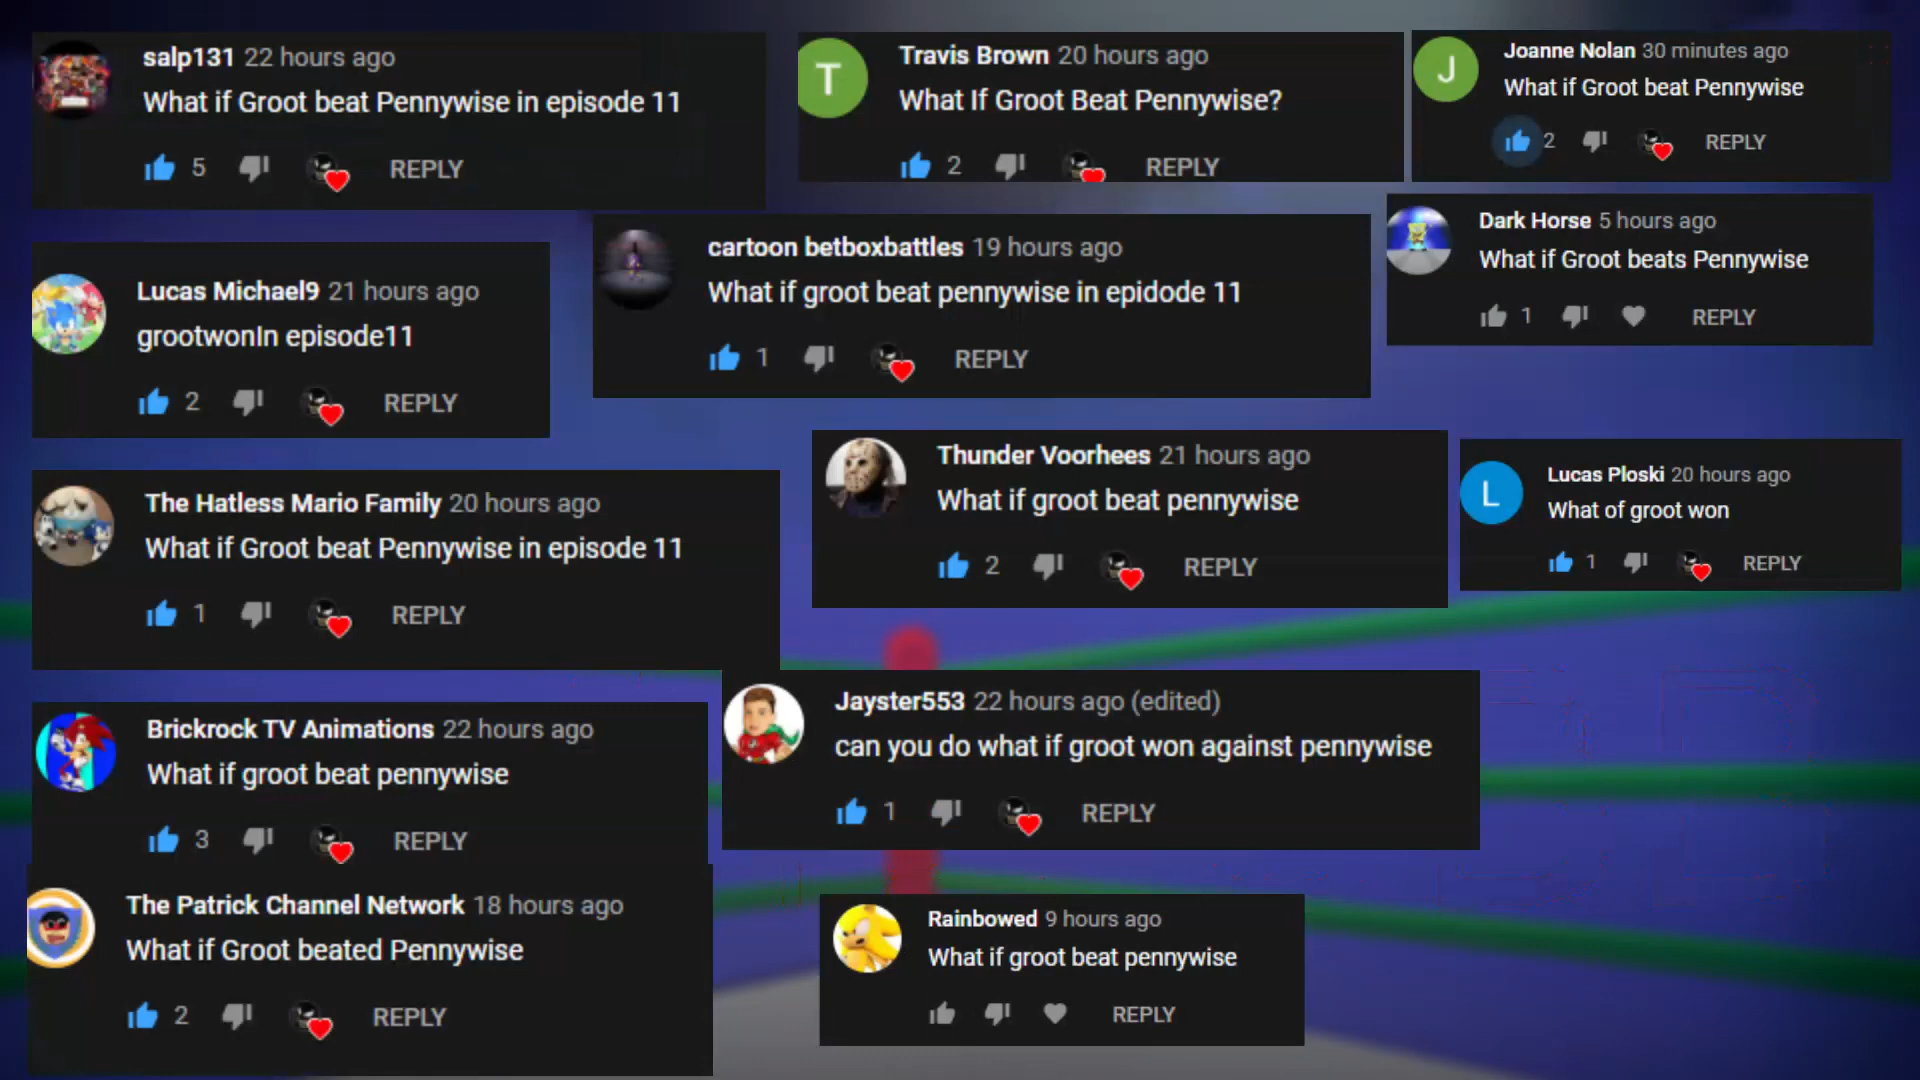 salp131 22 hours ago
What if Groot beat Pennywise in episode 11
5 REPLY
T
Travis Brown 20 hours ago
What If Groot Beat Pennywise?
2 REPLY
J
Joanne Nolan 30 minutes ago
What if Groot beat Pennywise
2 REPLY
Lucas Michael9 21 hours ago
grootwonIn episode11
2 REPLY
cartoon betboxbattles 19 hours ago
What if groot beat pennywise in epidode 11
1 REPLY
Dark Horse 5 hours ago
What if Groot beats Pennywise
1 REPLY
The Hatless Mario Family 20 hours ago
What if Groot beat Pennywise in episode 11
1 REPLY
Thunder Voorhees 21 hours ago
What if groot beat pennywise
2 REPLY
L
Lucas Ploski 20 hours ago
What of groot won
1 REPLY
Brickrock TV Animations 22 hours ago
What if groot beat pennywise
3 REPLY
Jayster553 22 hours ago (edited)
can you do what if groot won against pennywise
1 REPLY
The Patrick Channel Network 18 hours ago
What if Groot beated Pennywise
2 REPLY
Rainbowed 9 hours ago
What if groot beat pennywise
REPLY